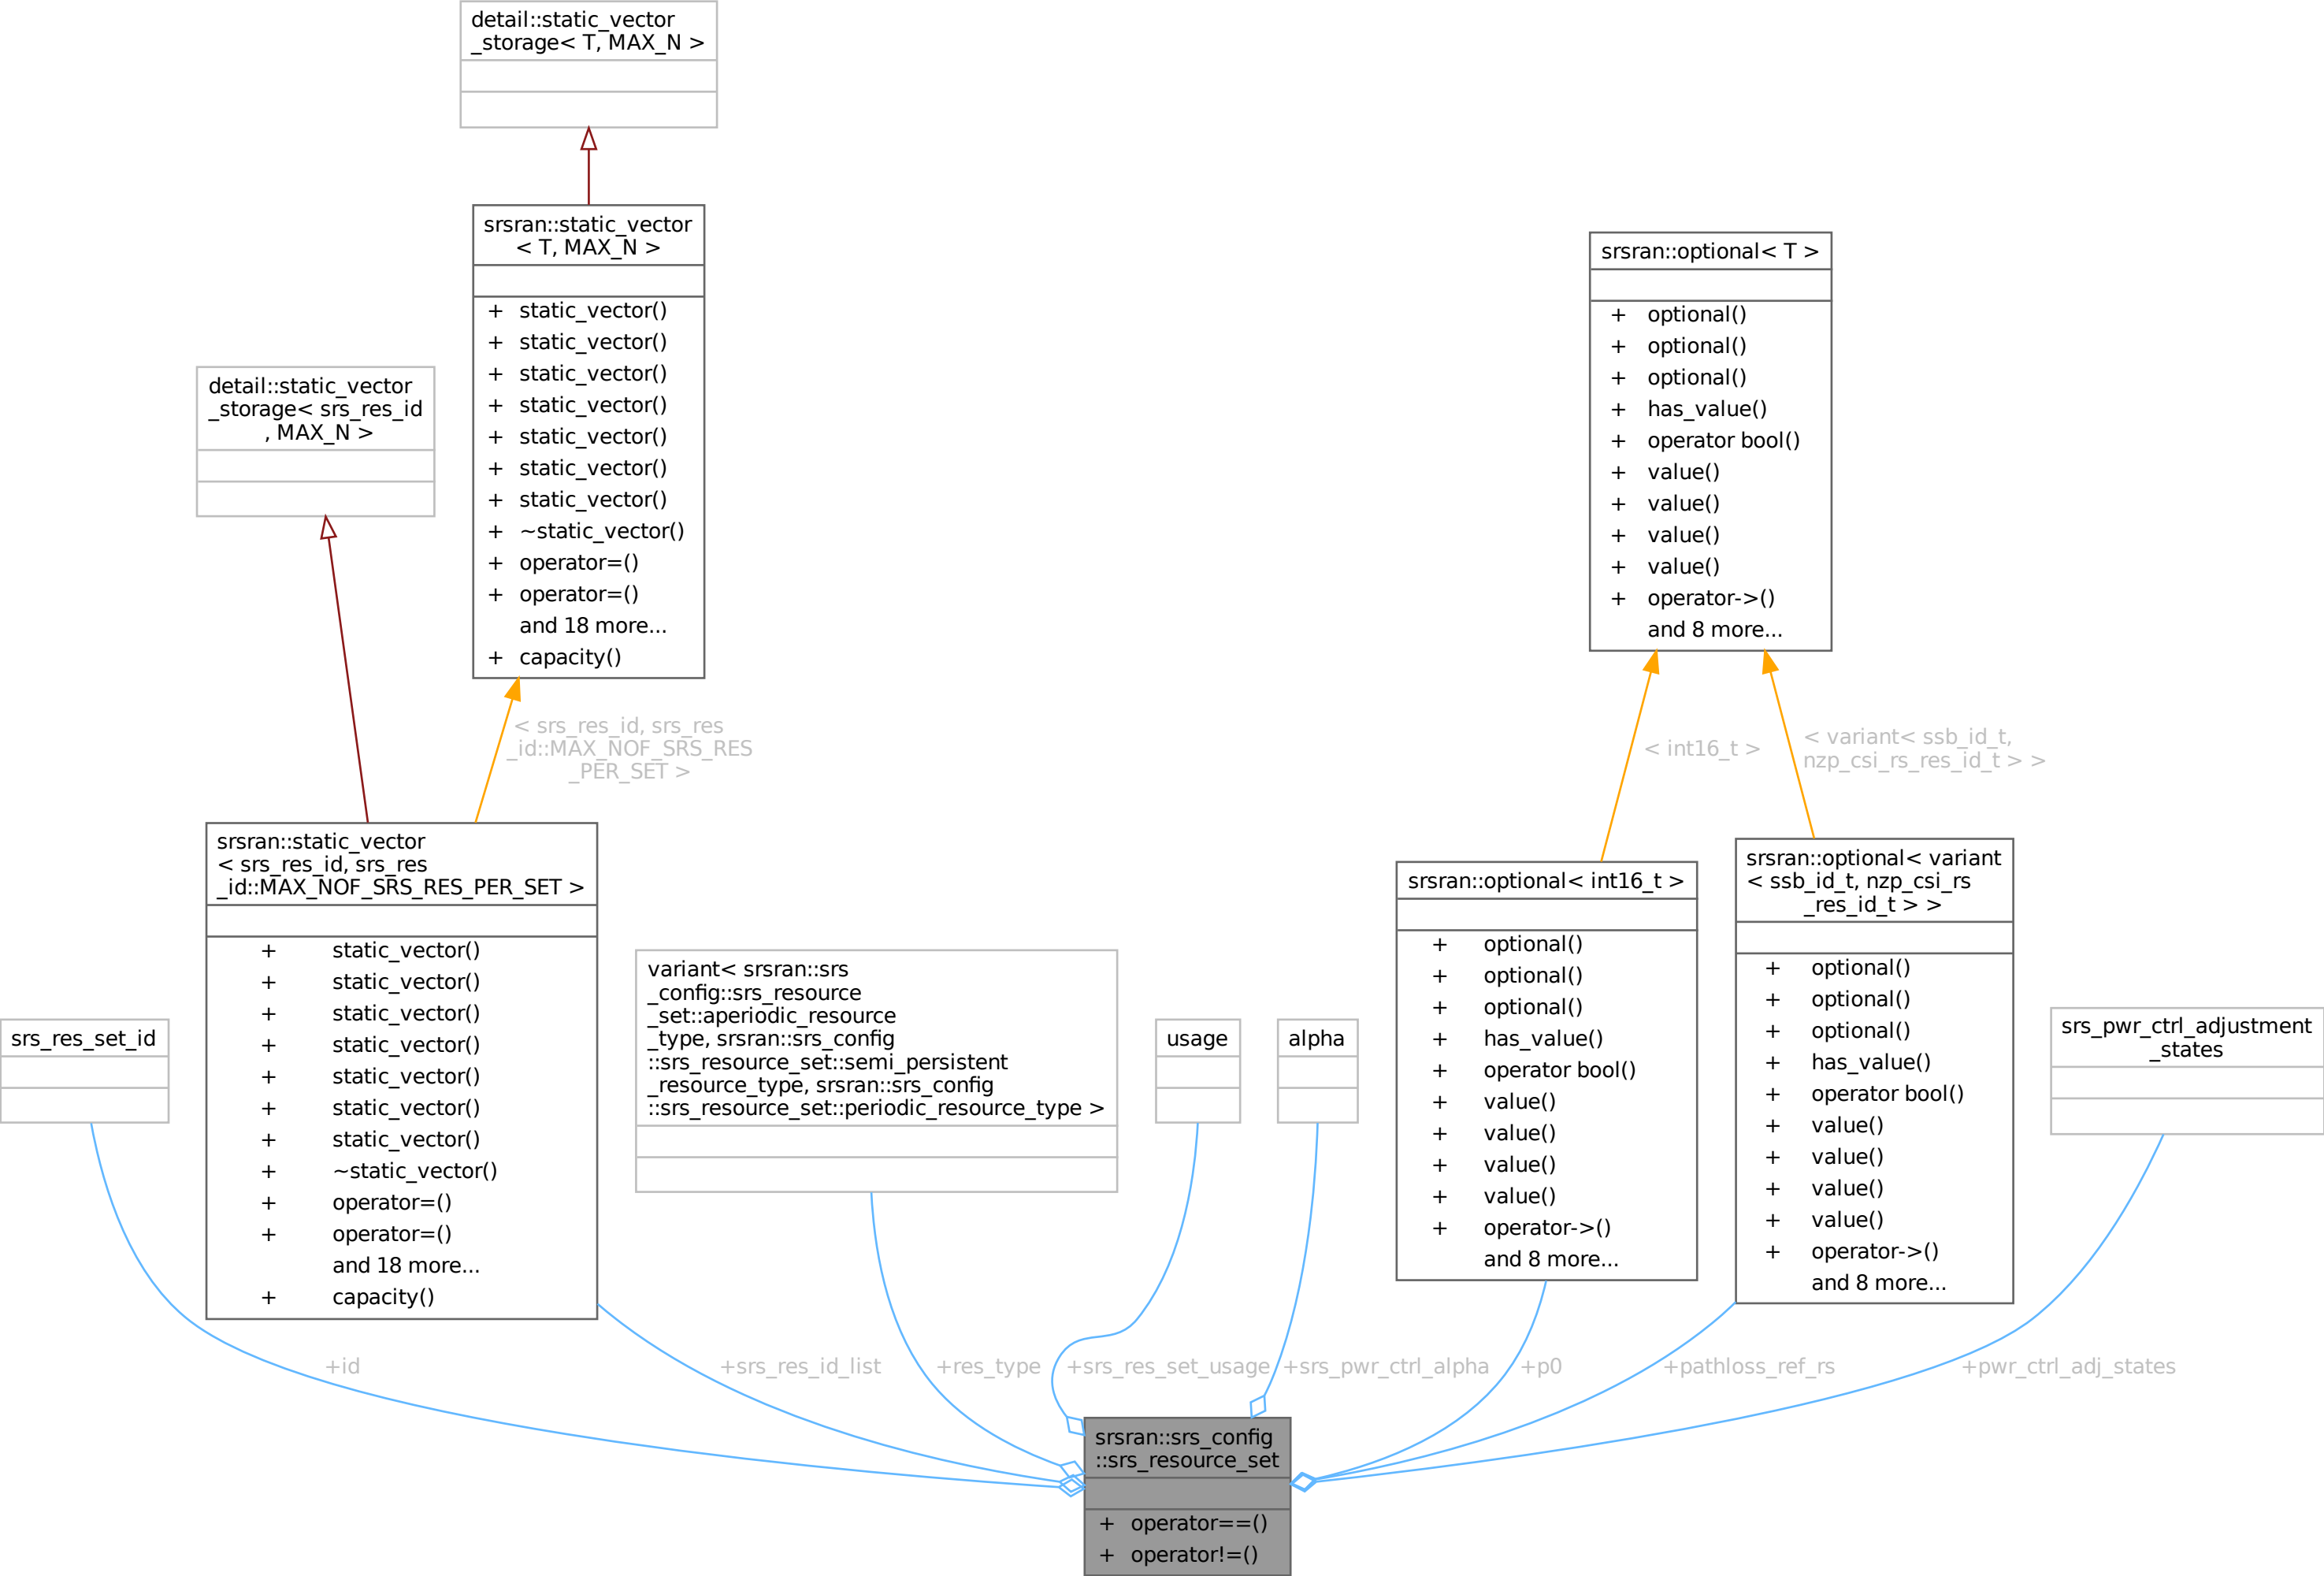 detail::static_vector
_storage< T, MAX_N >
srsran::static_vector
< T, MAX_N >
+ static_vector()
+ static_vector()
+ static_vector()
+ static_vector()
+ static_vector()
+ static_vector()
+ static_vector()
+ ~static_vector()
+ operator=()
+ operator=()
and 18 more...
+ capacity()
srsran::optional< T >
+ optional()
+ optional()
+ optional()
+ has_value()
+ operator bool()
+ value()
+ value()
+ value()
+ value()
+ operator->()
and 8 more...
detail::static_vector
_storage< srs_res_id
, MAX_N >
< srs_res_id, srs_res
_id::MAX_NOF_SRS_RES
_PER_SET >
< int16_t >
< variant< ssb_id_t,
nzp_csi_rs_res_id_t > >
srs_res_set_id
srsran::static_vector
< srs_res_id, srs_res
_id::MAX_NOF_SRS_RES_PER_SET >
+ static_vector()
+ static_vector()
+ static_vector()
+ static_vector()
+ static_vector()
+ static_vector()
+ static_vector()
+ ~static_vector()
+ operator=()
+ operator=()
and 18 more...
+ capacity()
variant< srsran::srs
_config::srs_resource
_set::aperiodic_resource
_type, srsran::srs_config
::srs_resource_set::semi_persistent
_resource_type, srsran::srs_config
::srs_resource_set::periodic_resource_type >
usage
alpha
srsran::optional< int16_t >
+ optional()
+ optional()
+ optional()
+ has_value()
+ operator bool()
+ value()
+ value()
+ value()
+ value()
+ operator->()
and 8 more...
srsran::optional< variant
< ssb_id_t, nzp_csi_rs
_res_id_t > >
+ optional()
+ optional()
+ optional()
+ has_value()
+ operator bool()
+ value()
+ value()
+ value()
+ value()
+ operator->()
and 8 more...
srs_pwr_ctrl_adjustment
_states
+id
+srs_res_id_list
+res_type
+srs_res_set_usage
+srs_pwr_ctrl_alpha
+p0
+pathloss_ref_rs
+pwr_ctrl_adj_states
srsran::srs_config
::srs_resource_set
+ operator==()
+ operator!=()